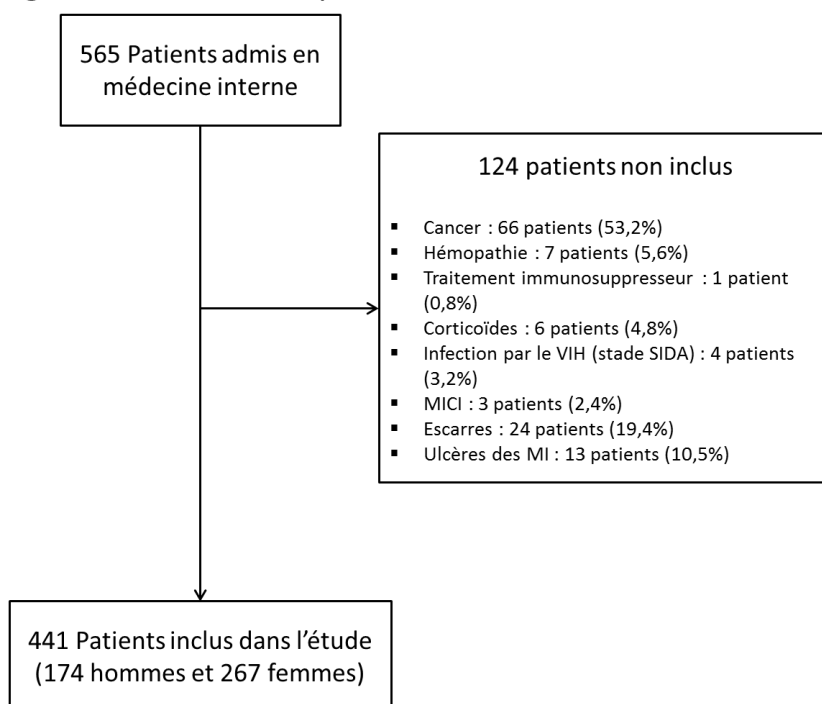 565 Patients admis en
médecine interne
124 patients non inclus
▪ Cancer : 66 patients (53,2%)
▪ Hémopathie : 7 patients (5,6%)
▪ Traitement immunosuppresseur : 1 patient
(0,8%)
▪ Corticoïdes : 6 patients (4,8%)
▪ Infection par le VIH (stade SIDA) : 4 patients
(3,2%)
▪ MICI : 3 patients (2,4%)
▪ Escarres : 24 patients (19,4%)
▪ Ulcères des MI : 13 patients (10,5%)
441 Patients inclus dans l’étude
(174 hommes et 267 femmes)